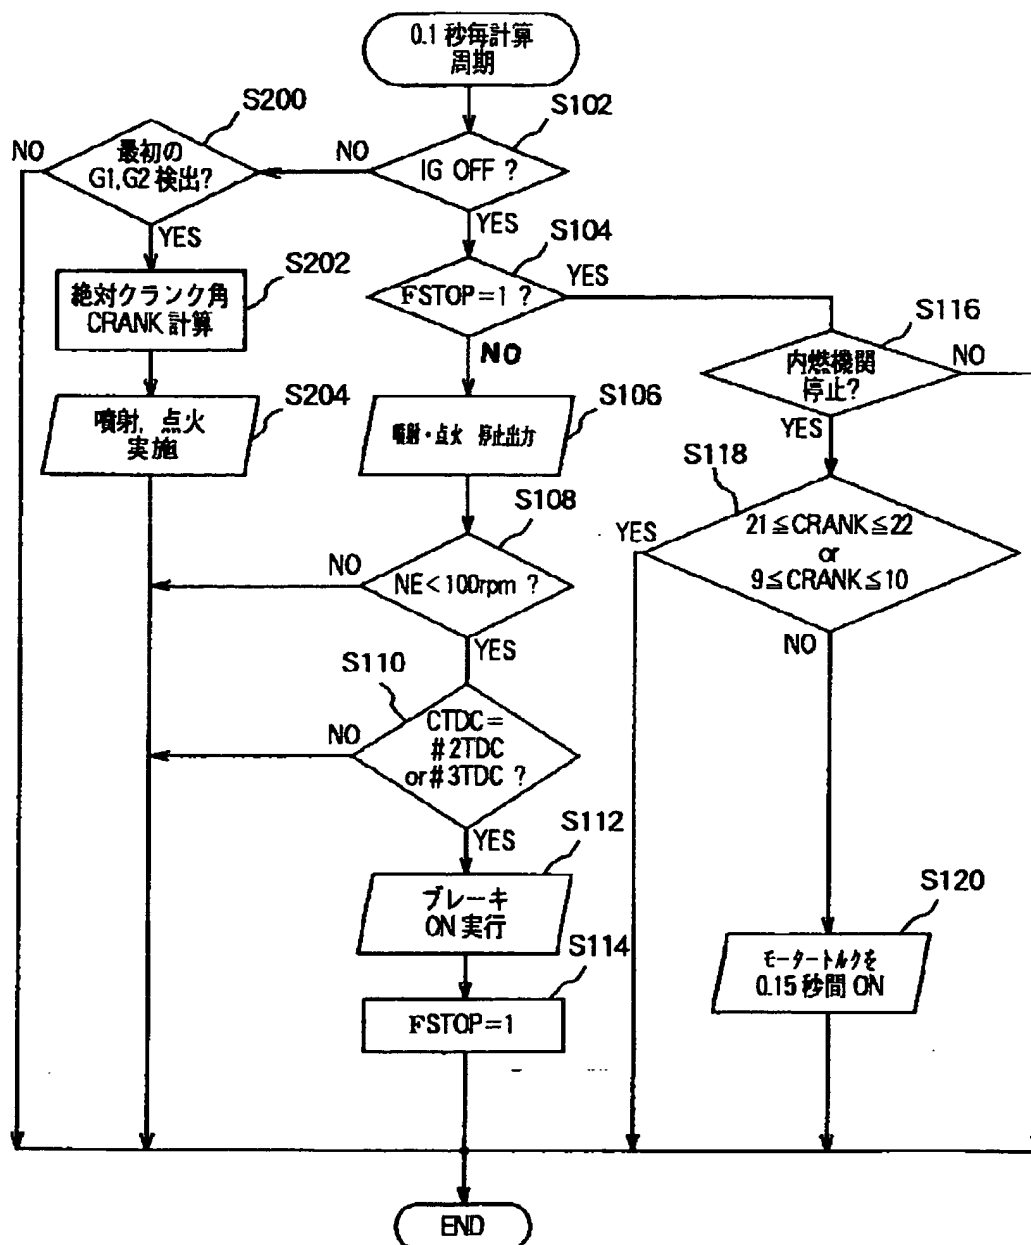 0.1 秒毎計算
周期
S200
S102
NO
最初の
G1,G2 検出?
NO
IG OFF ?
YES
YES
S104
S202
YES
絶対クランク角
CRANK 計算
FSTOP=1 ?
S116
NO
NO
内燃機関
停止?
S204
S106
噴射, 点火
実施
噴射・点火 停止出力
YES
S118
S108
YES
21≦CRANK≦22
or
9≦CRANK≦10
NO
NE<100rpm ?
NO
YES
S110
NO
CTDC=
#2TDC
or#3TDC ?
YES
S112
S120
ブレーキ
ON 実行
S114
モータートルクを
0.15 秒間 ON
FSTOP=1
END